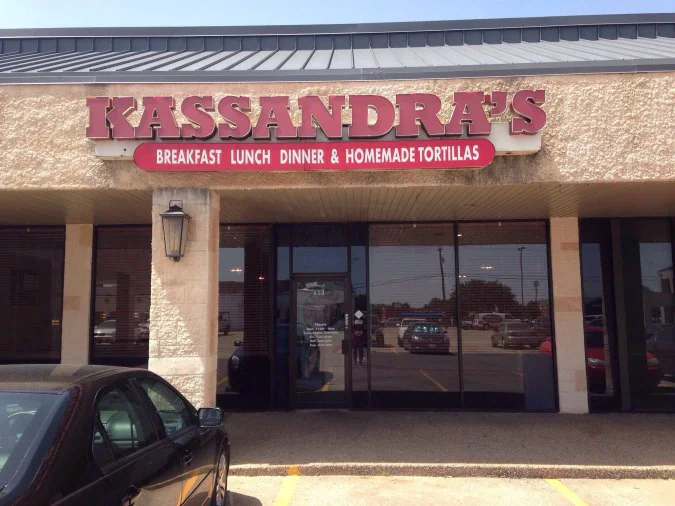 KASSANDRA'S
BREAKFAST LUNCH DINNER & HOMEMADE TORTILLAS